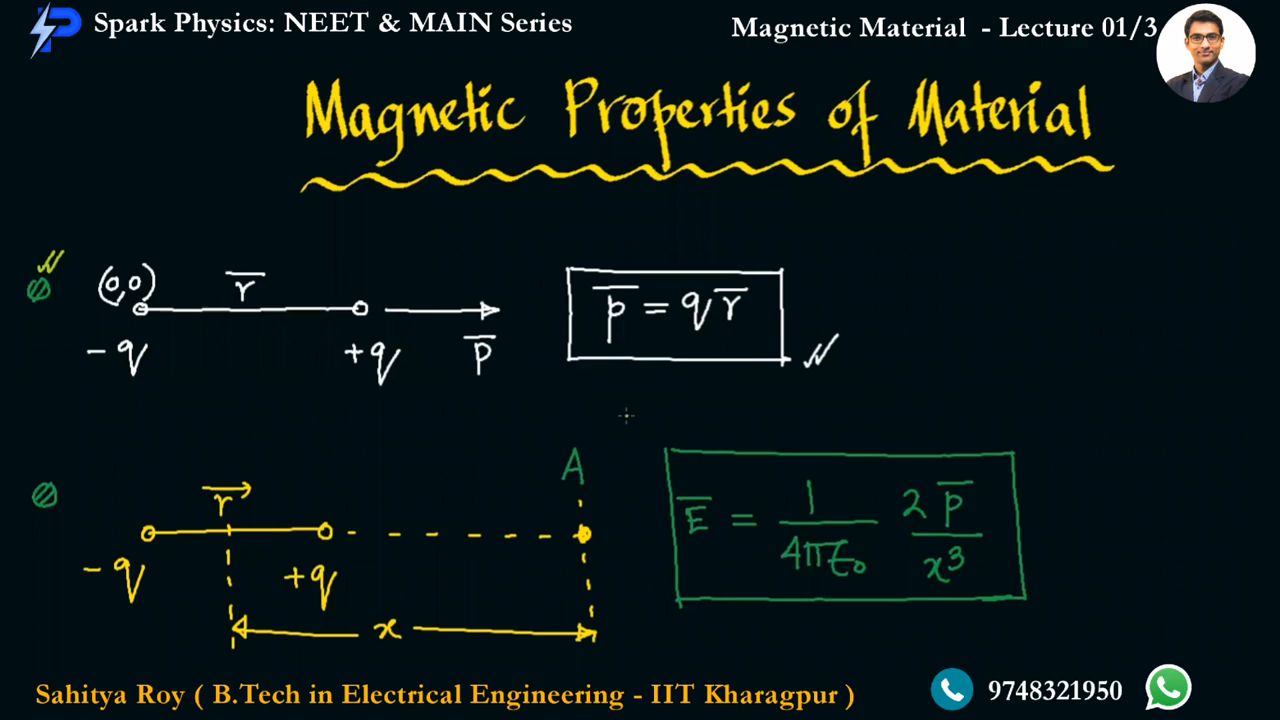 Spark Physics: NEET & MAIN Series
Magnetic Material - Lecture 01/3
Magnetic Properties of Material
(0,0) r̅
-q +q p̅
p̅ = q r̅
A
r⃗
-q +q
x
E̅ = 1/4πε₀ 2p̅/x³
Sahitya Roy ( B.Tech in Electrical Engineering - IIT Kharagpur )
9748321950